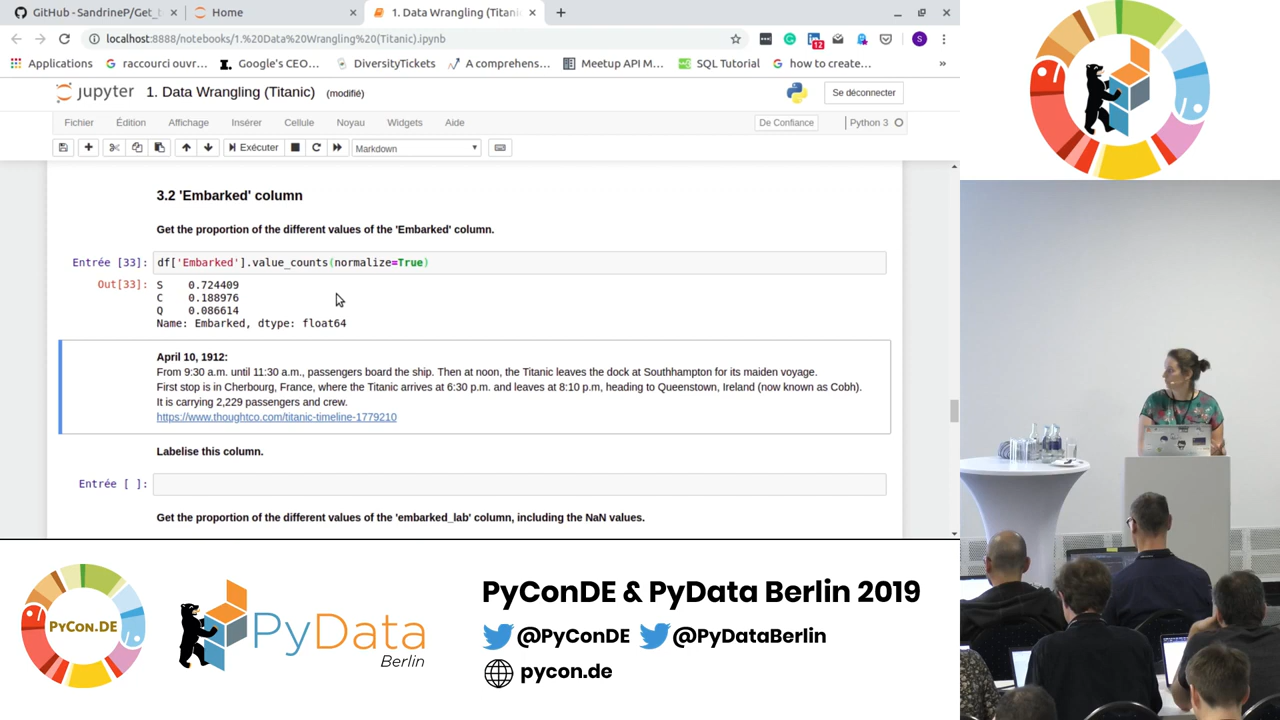 GitHub - SandrineP/Get_
Home
1. Data Wrangling (Titani
localhost:8888/notebooks/1.%20Data%20Wrangling%20(Titanic).ipynb
12
S
Applications
raccourci ouvr…
Google's CEO…
DiversityTickets
A comprehens…
Meetup API M…
SQL Tutorial
how to create…
»
jupyter 1. Data Wrangling (Titanic) (modifié)
Se déconnecter
Fichier Édition Affichage Insérer Cellule Noyau Widgets Aide
De Confiance
Python 3
Exécuter
Markdown
3.2 'Embarked' column
Get the proportion of the different values of the 'Embarked' column.
Entrée [33]: df['Embarked'].value_counts(normalize=True)
Out[33]: S 0.724409
C 0.188976
Q 0.086614
Name: Embarked, dtype: float64
April 10, 1912:
From 9:30 a.m. until 11:30 a.m., passengers board the ship. Then at noon, the Titanic leaves the dock at Southhampton for its maiden voyage.
First stop is in Cherbourg, France, where the Titanic arrives at 6:30 p.m. and leaves at 8:10 p.m, heading to Queenstown, Ireland (now known as Cobh).
It is carrying 2,229 passengers and crew.
https://www.thoughtco.com/titanic-timeline-1779210
Labelise this column.
Entrée [ ]:
Get the proportion of the different values of the 'embarked_lab' column, including the NaN values.
PyCon.DE
PyData
Berlin
PyConDE & PyData Berlin 2019
@PyConDE @PyDataBerlin
pycon.de